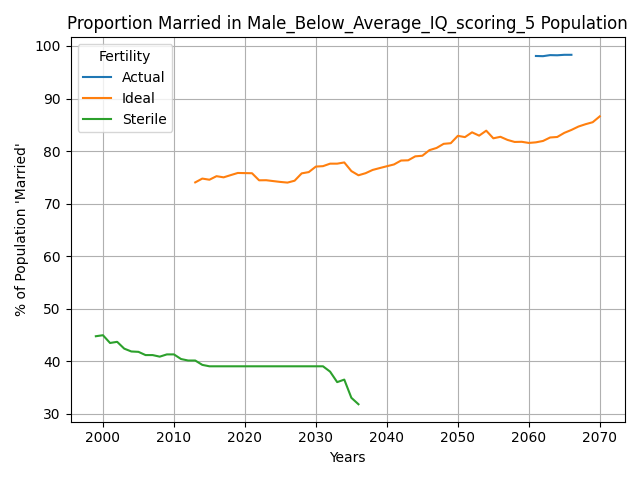 Proportion Married in Male_Below_Average_IQ_scoring_5 Population
Fertility
Actual
Ideal
Sterile
% of Population 'Married'
100
90
80
70
60
50
40
30
2000
2010
2020
2030
2040
2050
2060
2070
Years